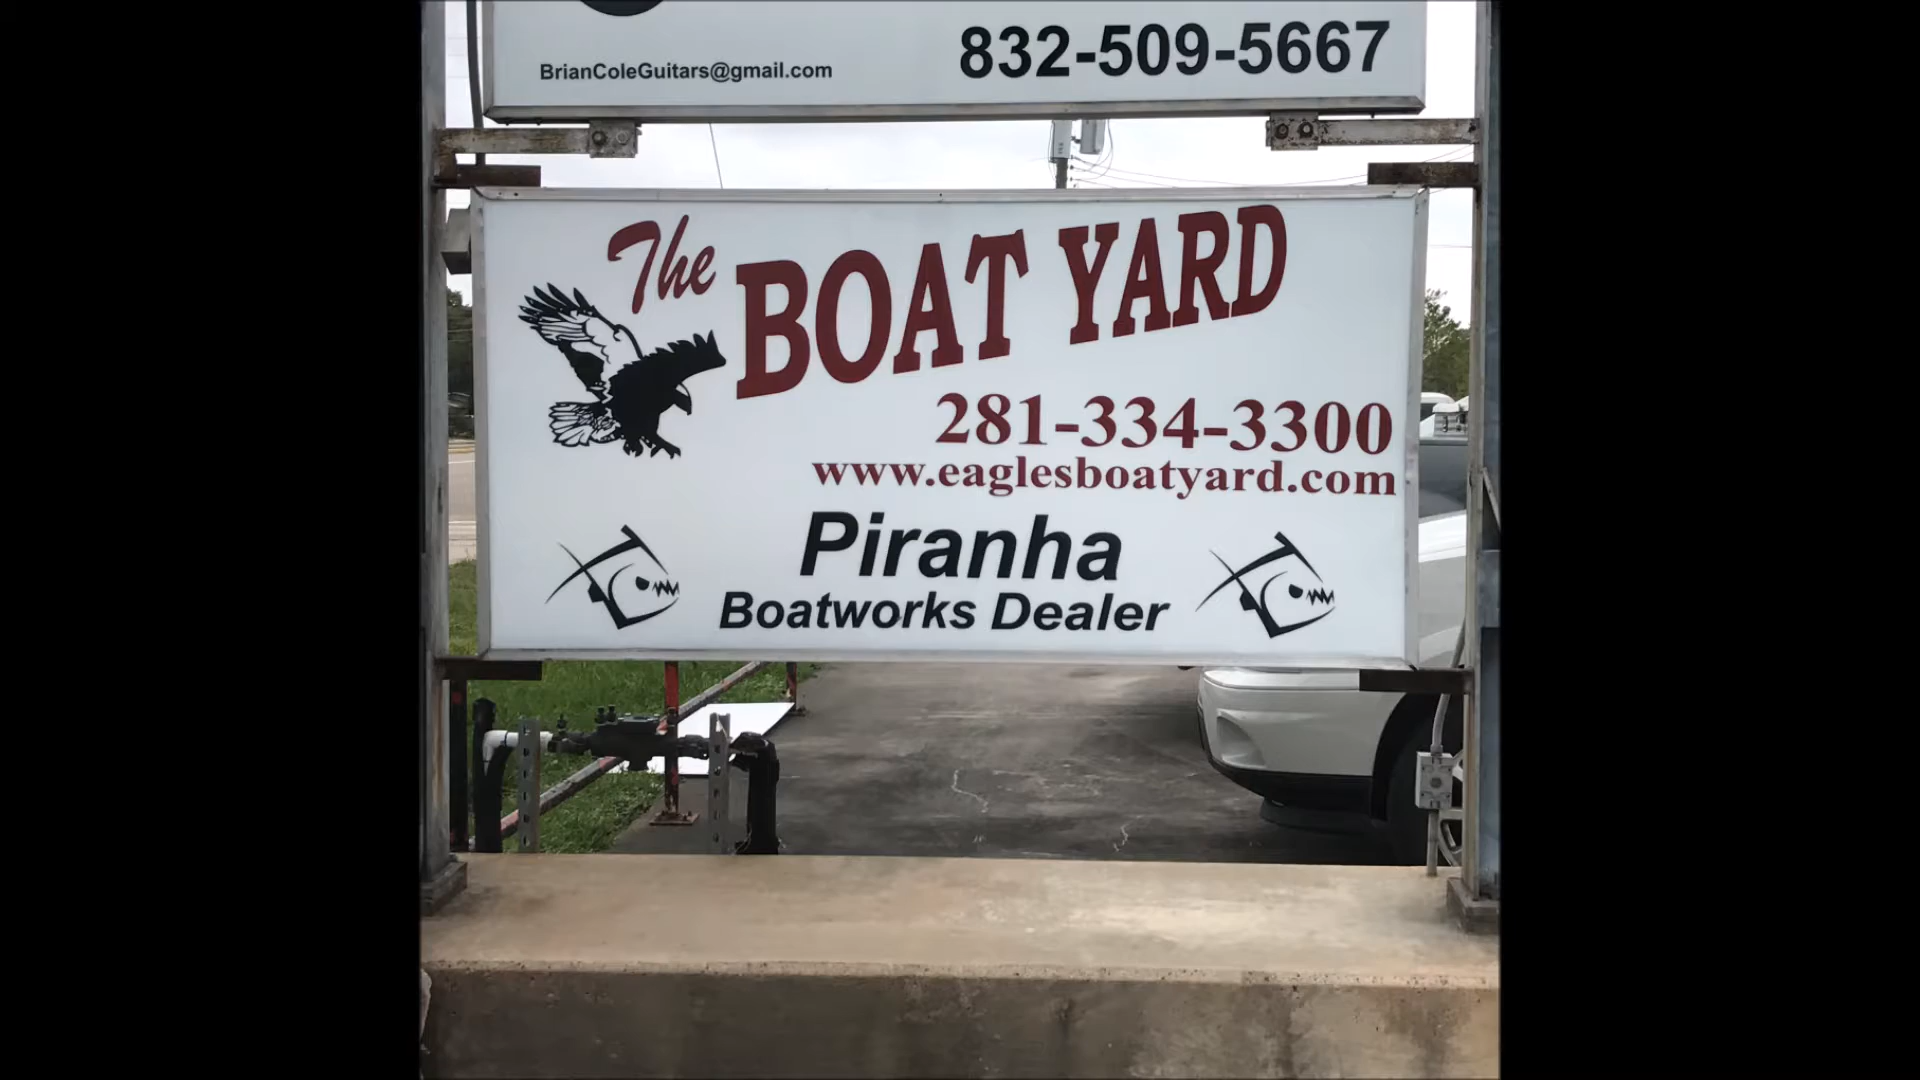 832-509-5667
BrianColeGuitars@gmail.com
The BOAT YARD
281-334-3300
www.eaglesboatyard.com
Piranha
Boatworks Dealer